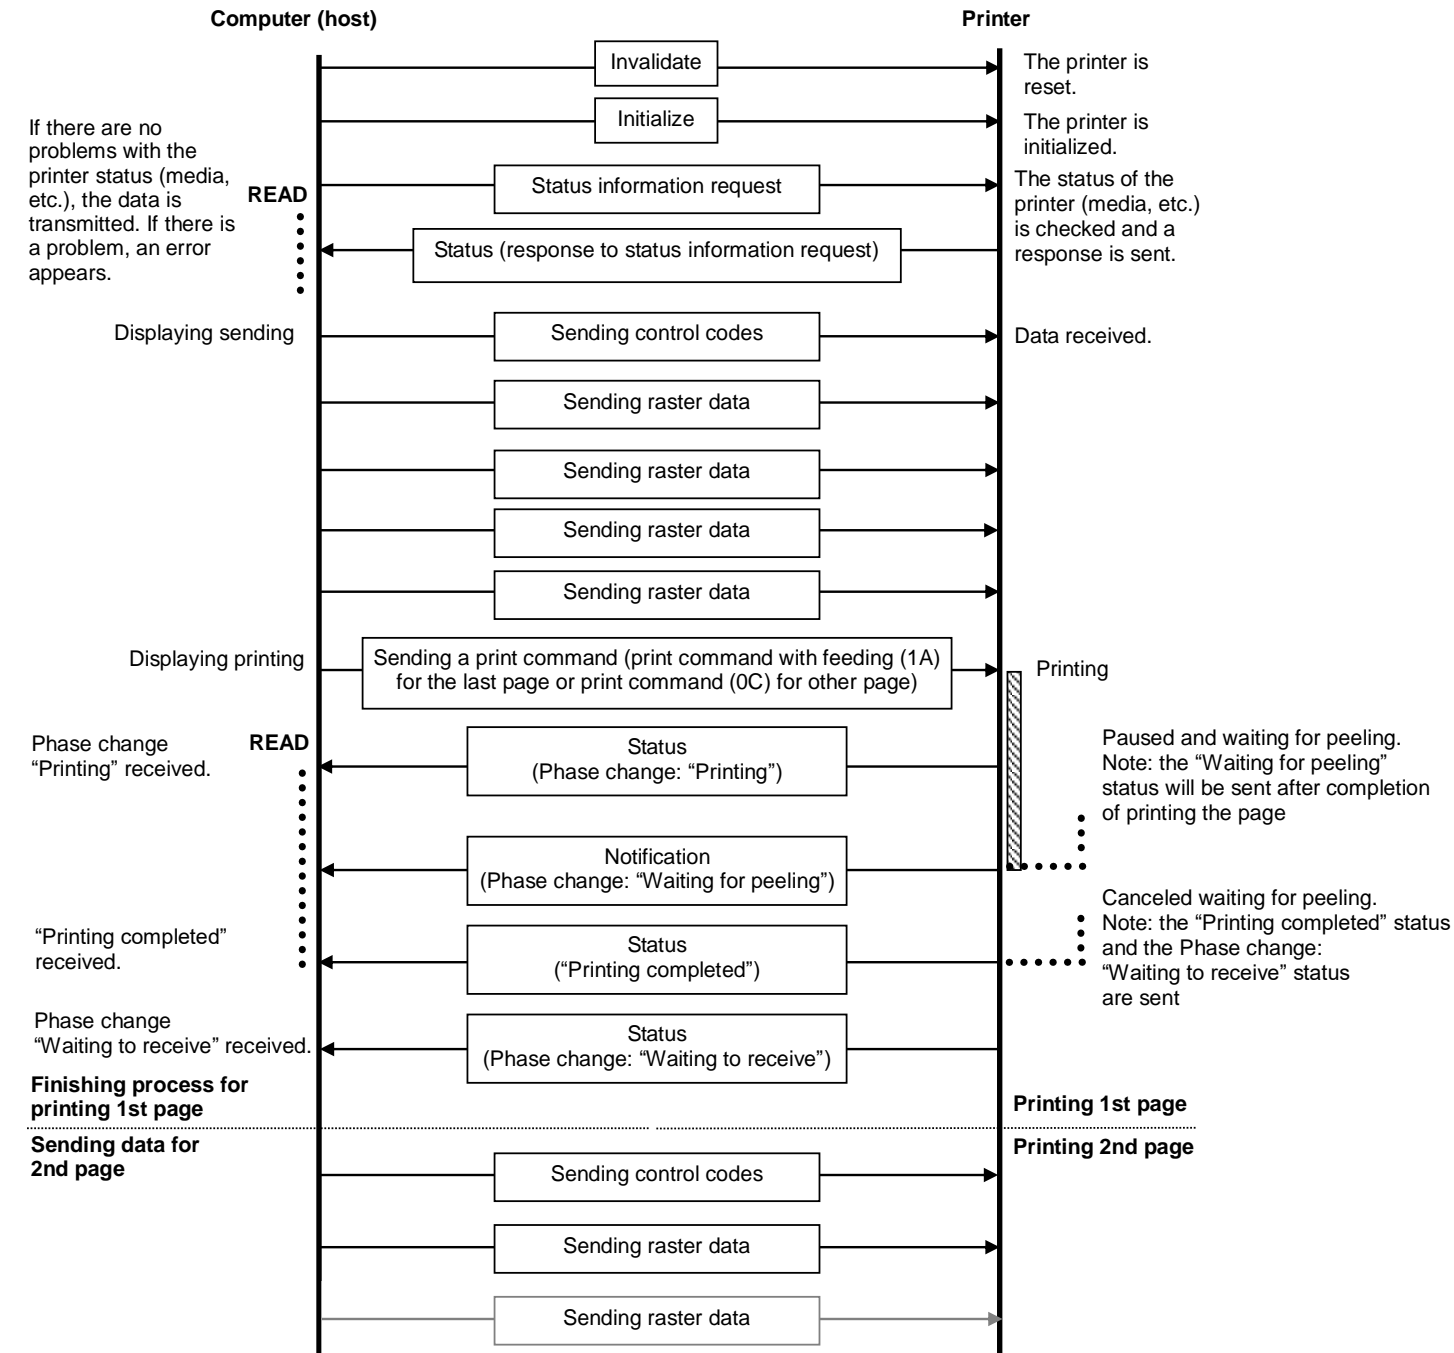 Computer (host)
Printer
Invalidate
The printer is
reset.
Initialize
The printer is
initialized.
If there are no
problems with the
printer status (media,
etc.), the data is
transmitted. If there is
a problem, an error
appears.
READ
Status information request
The status of the
printer (media, etc.)
is checked and a
response is sent.
Status (response to status information request)
Displaying sending
Sending control codes
Data received.
Sending raster data
Sending raster data
Sending raster data
Sending raster data
Displaying printing
Sending a print command (print command with feeding (1A)
for the last page or print command (0C) for other page)
Printing
Phase change
“Printing” received.
READ
Status
(Phase change: “Printing”)
Paused and waiting for peeling.
Note: the “Waiting for peeling”
status will be sent after completion
of printing the page
Notification
(Phase change: “Waiting for peeling”)
Canceled waiting for peeling.
Note: the “Printing completed” status
and the Phase change:
“Waiting to receive” status
are sent
“Printing completed”
received.
Status
(“Printing completed”)
Phase change
“Waiting to receive” received.
Status
(Phase change: “Waiting to receive”)
Finishing process for
printing 1st page
Printing 1st page
Sending data for
2nd page
Printing 2nd page
Sending control codes
Sending raster data
Sending raster data